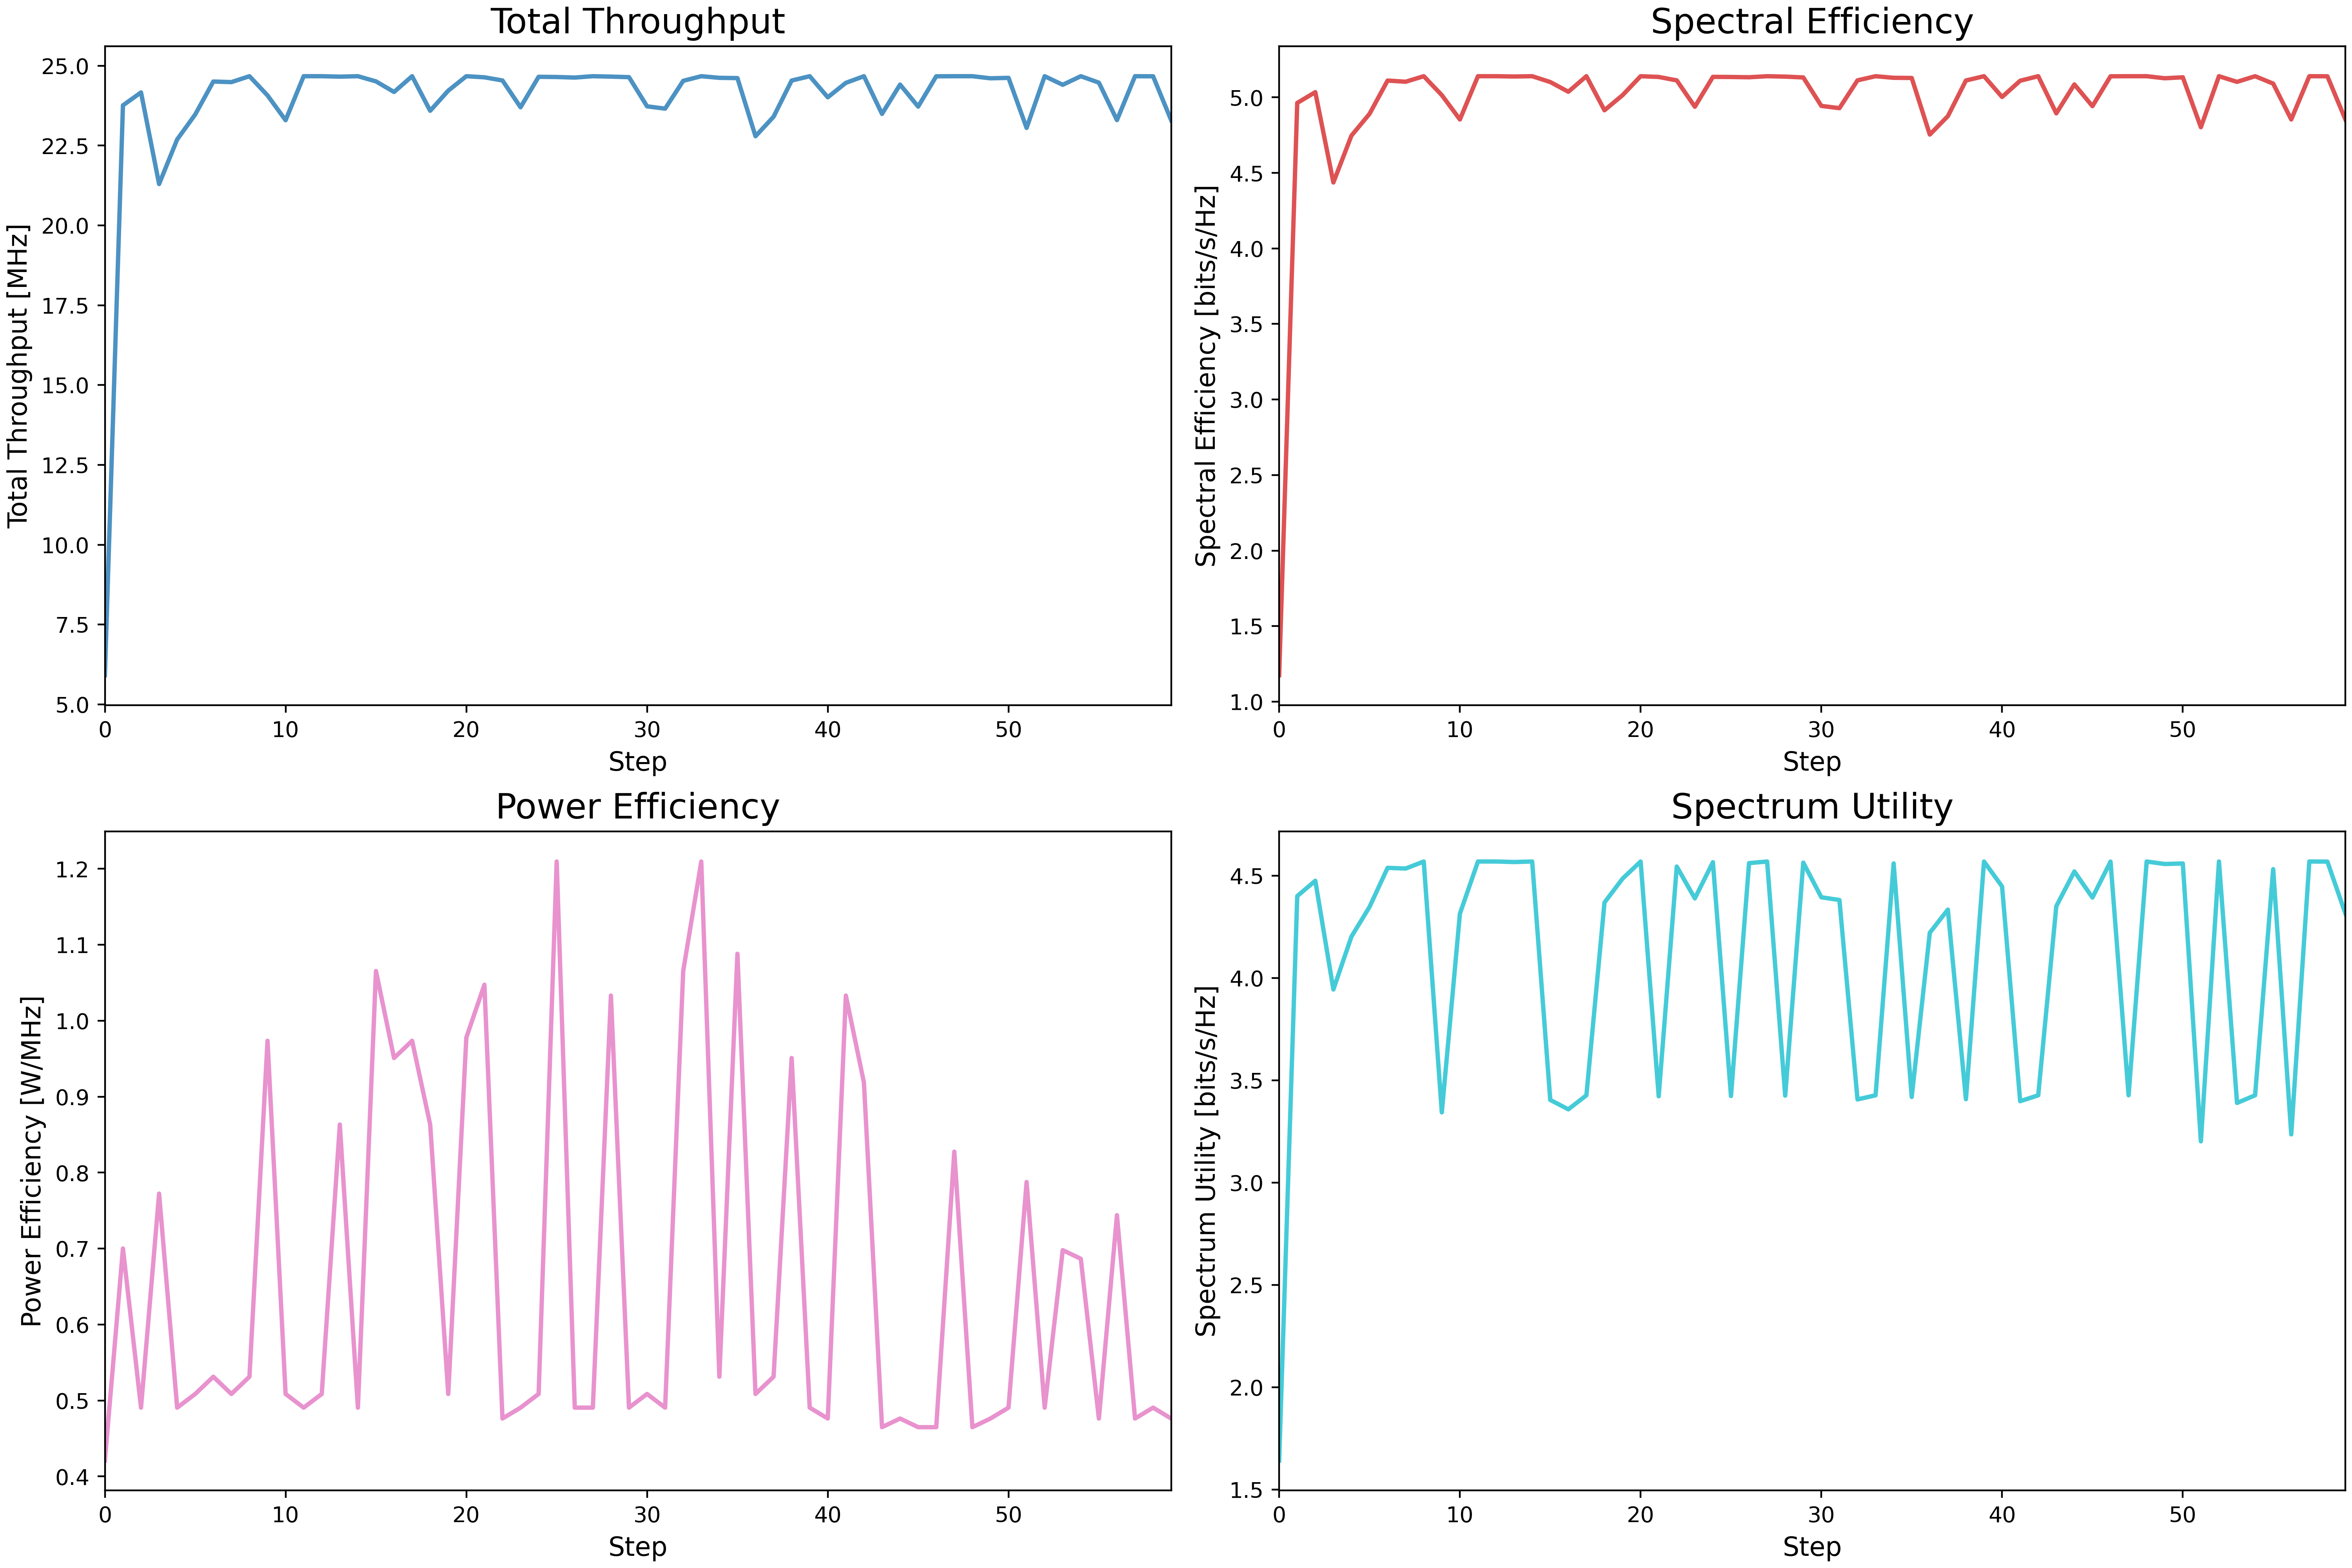 Total Throughput
Total Throughput [MHz]
25.0
22.5
20.0
17.5
15.0
12.5
10.0
7.5
5.0
0 10 20 30 40 50
Step
Spectral Efficiency
Spectral Efficiency [bits/s/Hz]
5.0
4.5
4.0
3.5
3.0
2.5
2.0
1.5
1.0
0 10 20 30 40 50
Step
Power Efficiency
Power Efficiency [W/MHz]
1.2
1.1
1.0
0.9
0.8
0.7
0.6
0.5
0.4
0 10 20 30 40 50
Step
Spectrum Utility
Spectrum Utility [bits/s/Hz]
4.5
4.0
3.5
3.0
2.5
2.0
1.5
0 10 20 30 40 50
Step